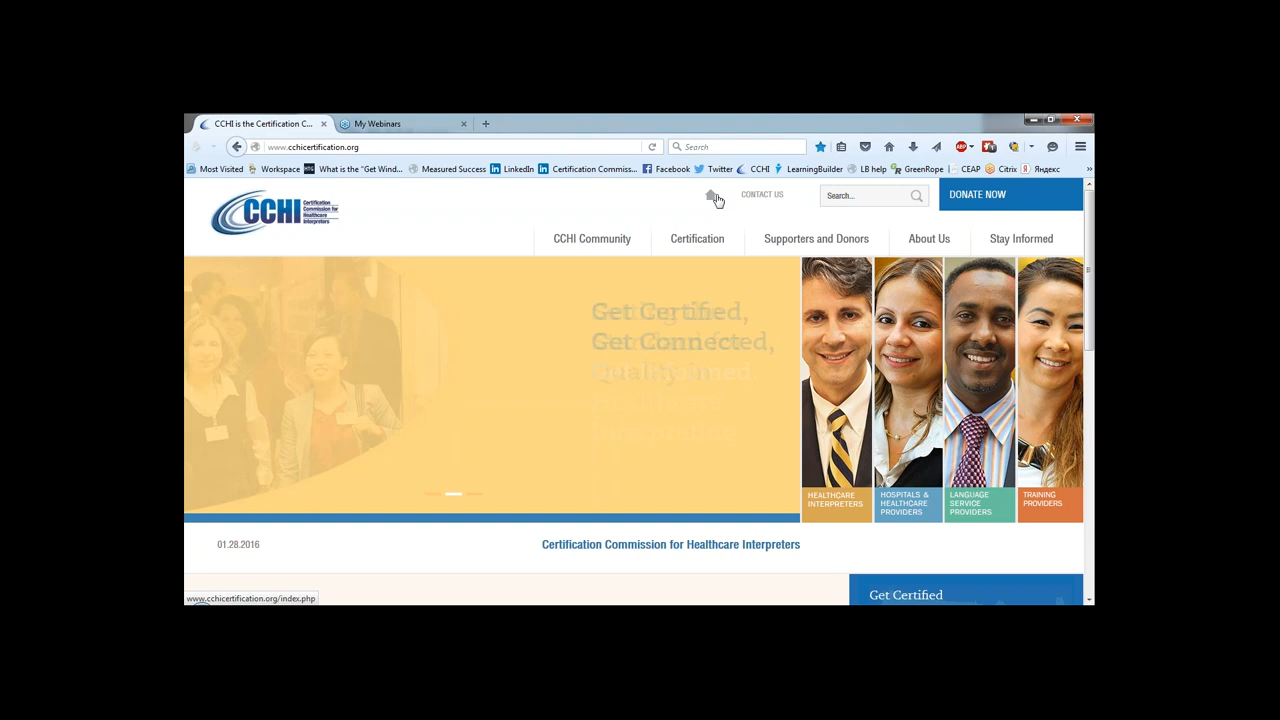 CCHI is the Certification C...
My Webinars
www.cchicertification.org
Search
Most Visited
Workspace
What is the "Get Wind...
Measured Success
LinkedIn
Certification Commiss...
Facebook
Twitter
CCHI
LearningBuilder
LB help
GreenRope
CEAP
Citrix
Яндекс
CCHI
Certification
Commission for
Healthcare
Interpreters
CONTACT US
Search...
DONATE NOW
CCHI Community
Certification
Supporters and Donors
About Us
Stay Informed
Get Certified,
Get Connected,
HEALTHCARE
INTERPRETERS
HOSPITALS &
HEALTHCARE
PROVIDERS
LANGUAGE
SERVICE
PROVIDERS
TRAINING
PROVIDERS
01.28.2016
Certification Commission for Healthcare Interpreters
Get Certified
www.cchicertification.org/index.php